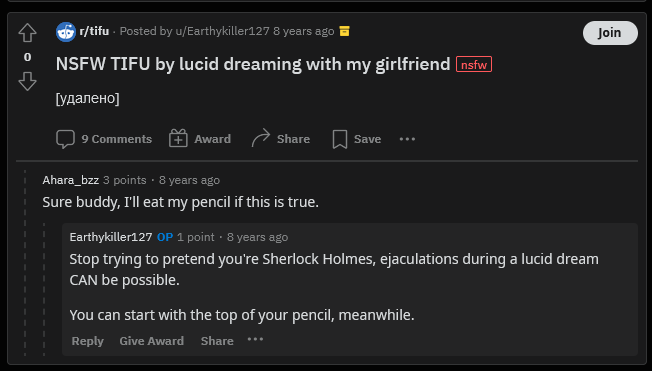 r/tifu · Posted by u/Earthykiller127 8 years ago
Join
0
NSFW TIFU by lucid dreaming with my girlfriend nsfw
[удалено]
9 Comments Award Share Save ···
Ahara_bzz 3 points · 8 years ago
Sure buddy, I'll eat my pencil if this is true.
Earthykiller127 OP 1 point · 8 years ago
Stop trying to pretend you're Sherlock Holmes, ejaculations during a lucid dream
CAN be possible.
You can start with the top of your pencil, meanwhile.
Reply Give Award Share ···